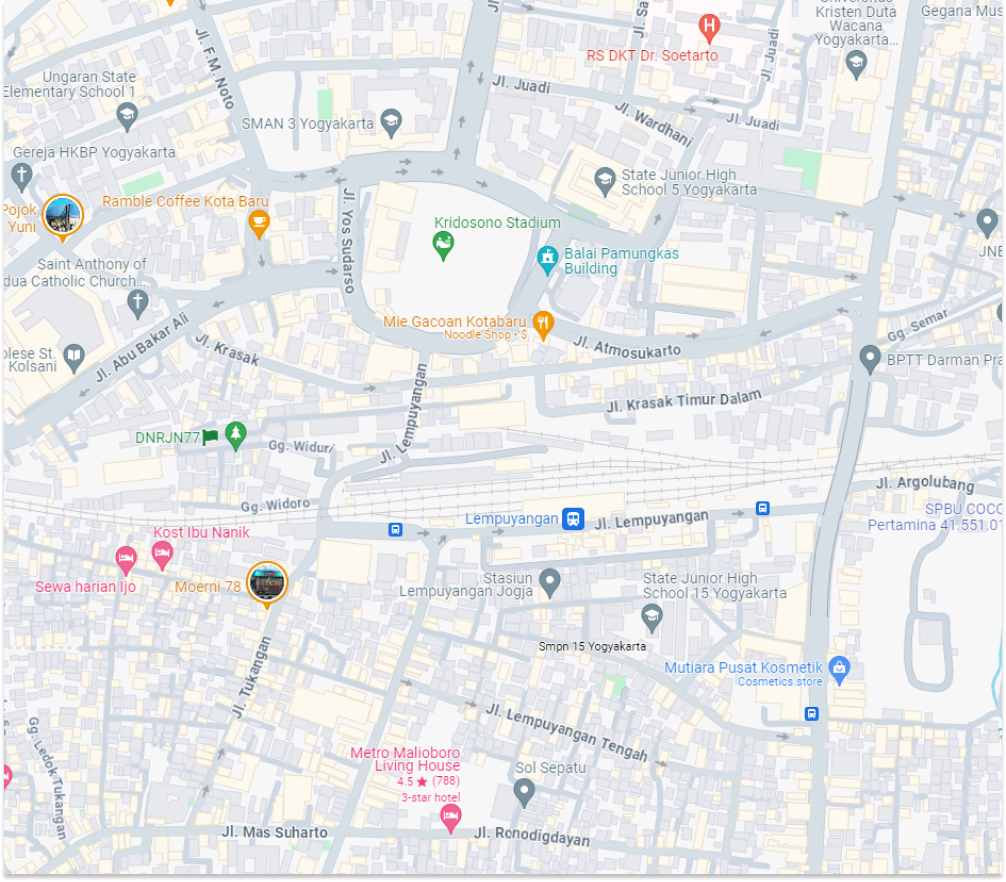 Universitas
Kristen Duta
Wacana
Yogyakarta...
Gegana Mus
Jl. F.M. Noto
Jl.
Jl. Sa
H
RS DKT Dr. Soetarto
Jl. Juadi
Ungaran State
Elementary School 1
Jl. Juadi
SMAN 3 Yogyakarta
Jl. Wardhani
Jl. Juadi
Gereja HKBP Yogyakarta
State Junior High
School 5 Yogyakarta
Pojok
Yuni
Ramble Coffee Kota Baru
Jl. Yos Sudarso
Kridosono Stadium
JNE
Saint Anthony of
dua Catholic Church...
Balai Pamungkas
Building
Mie Gacoan Kotabaru
Noodle Shop • $
Jl. Abu Bakar Ali
Jl. Atmosukarto
Gg. Semar
olese St.
Kolsani
Jl. Krasak
BPTT Darman Pra
Jl. Krasak Timur Dalam
Jl. Lempuyangan
DNRJN77
Gg. Widuri
Gg. Widoro
Jl. Argolubang
SPBU COCO
Pertamina 41.551.0
Lempuyangan
Jl. Lempuyangan
Kost Ibu Nanik
Sewa harian Ijo
Moerni 78
Stasiun
Lempuyangan Jogja
State Junior High
School 15 Yogyakarta
Smpn 15 Yogyakarta
Jl. Tukangan
Mutiara Pusat Kosmetik
Cosmetics store
Jl. Lempuyangan Tengah
Gg. Ledok Tukangan
Metro Malioboro
Living House
4.5 ★ (788)
3-star hotel
Sol Sepatu
Jl. Mas Suharto
Jl. Ronodigdayan